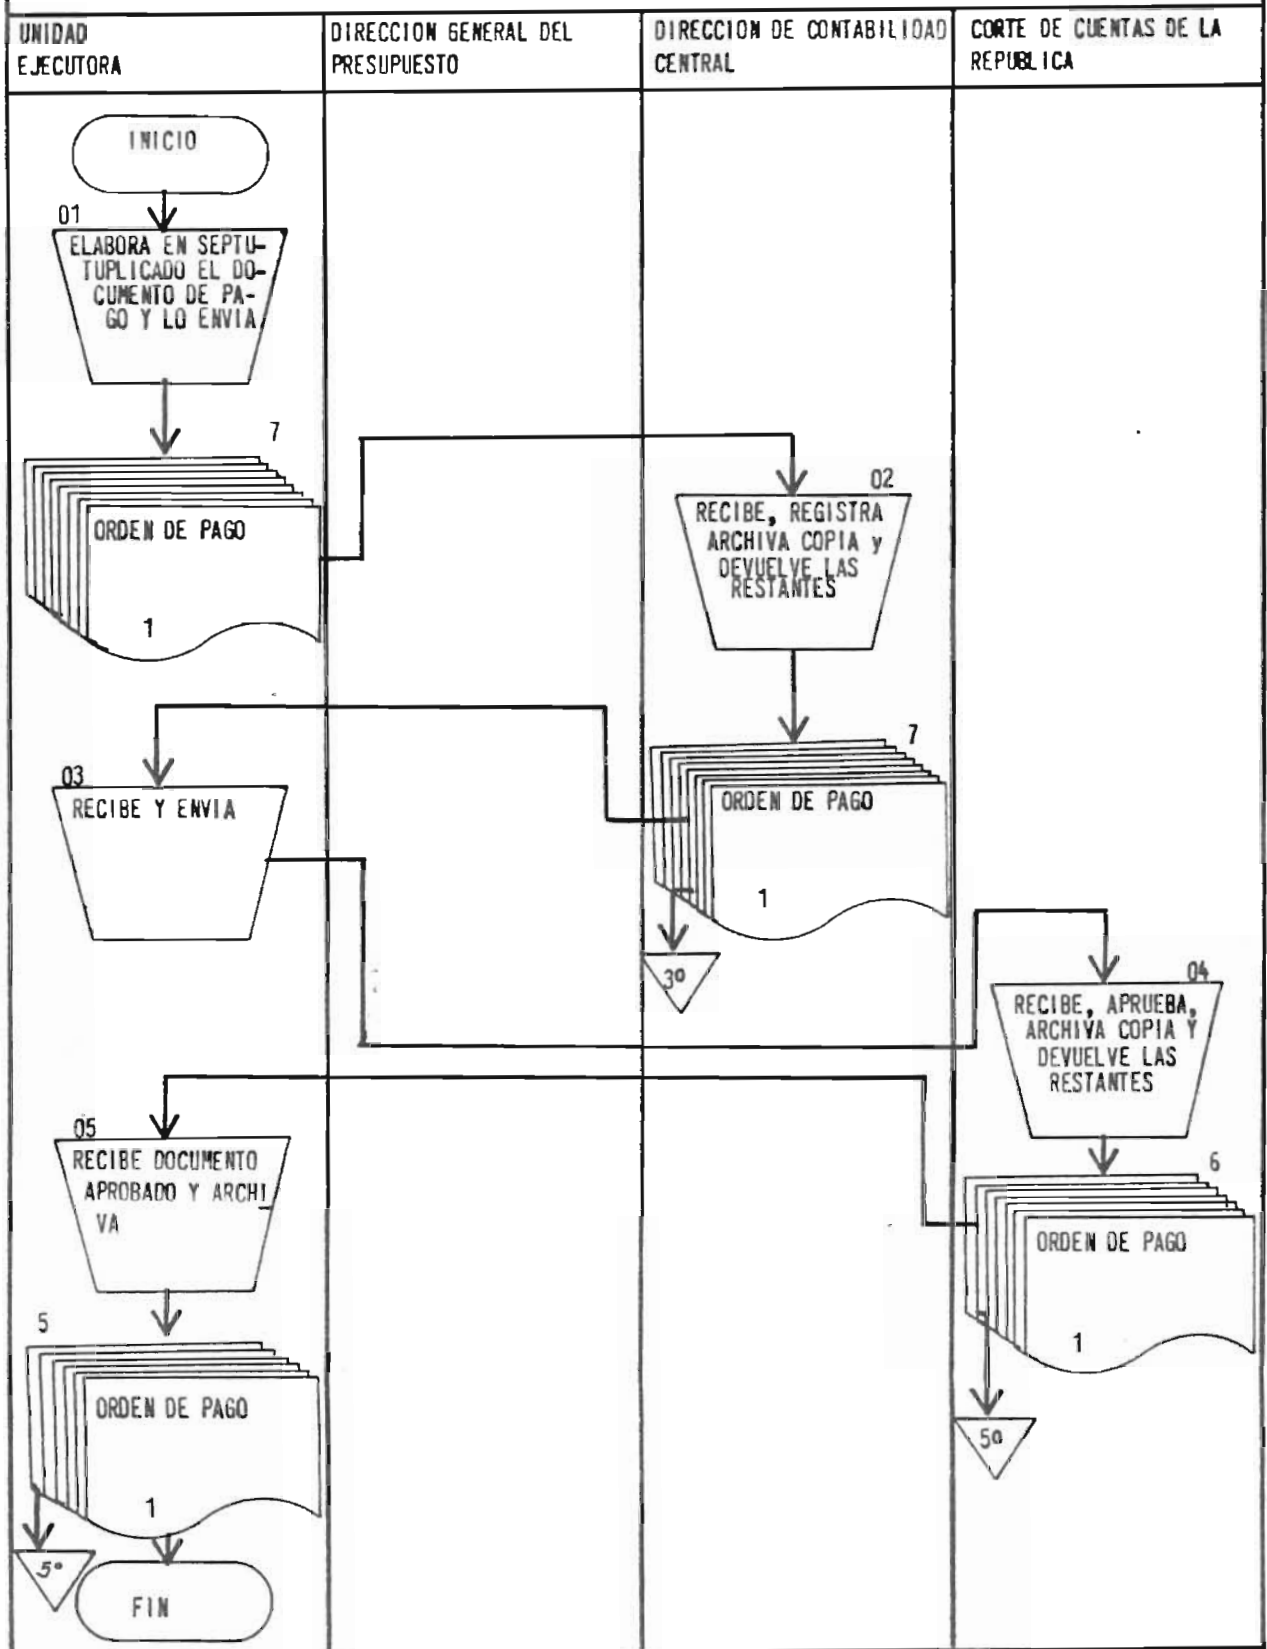 UNIDAD
EJECUTORA
DIRECCION GENERAL DEL
PRESUPUESTO
DIRECCION DE CONTABILIDAD
CENTRAL
CORTE DE CUENTAS DE LA
REPUBLICA
INICIO
01
ELABORA EN SEPTU-
TUPLICADO EL DO-
CUMENTO DE PA-
GO Y LO ENVIA
7
ORDEN DE PAGO
1
02
RECIBE, REGISTRA
ARCHIVA COPIA y
DEVUELVE LAS
RESTANTES
7
ORDEN DE PAGO
1
3º
03
RECIBE Y ENVIA
04
RECIBE, APRUEBA,
ARCHIVA COPIA Y
DEVUELVE LAS
RESTANTES
6
ORDEN DE PAGO
1
5º
05
RECIBE DOCUMENTO
APROBADO Y ARCHI
VA
5
ORDEN DE PAGO
1
5º
FIN